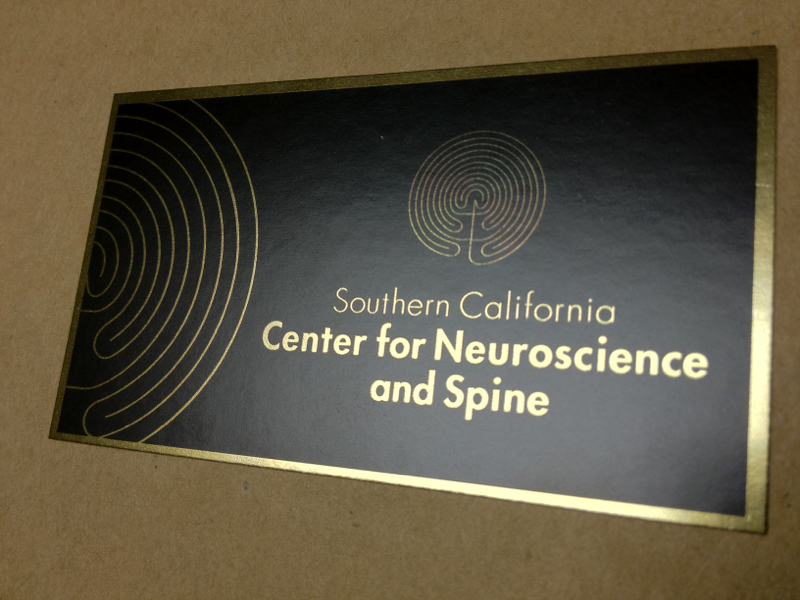 Southern California
Center for Neuroscience
and Spine